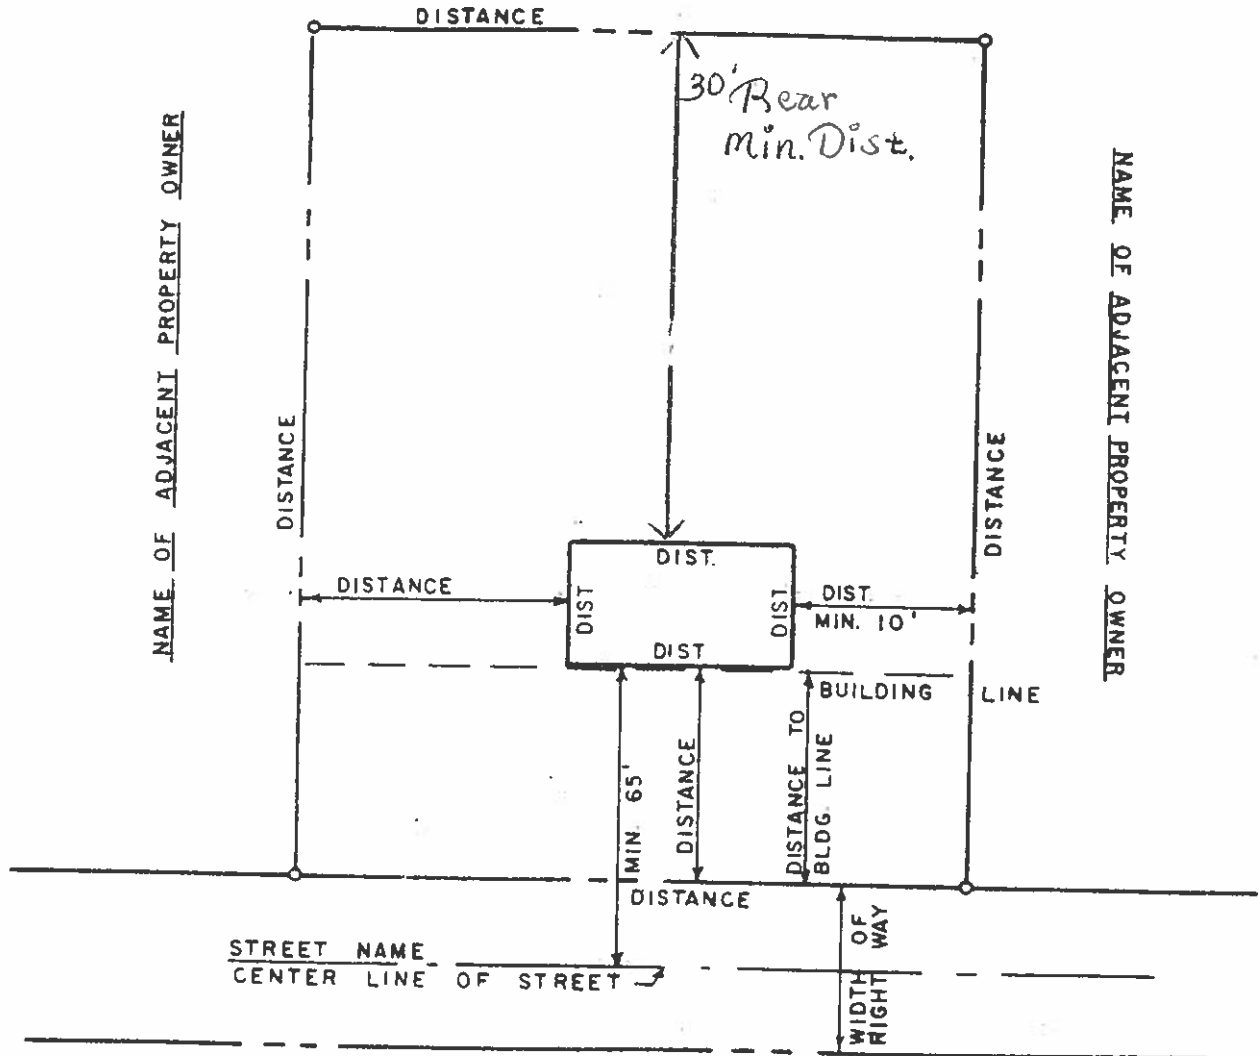 DISTANCE
30' Rear
Min. Dist.
NAME OF ADJACENT PROPERTY OWNER
NAME OF ADJACENT PROPERTY OWNER
DISTANCE
DISTANCE
DIST.
DISTANCE
DIST
DIST
DIST.
MIN. 10'
DIST
BUILDING LINE
MIN. 65'
DISTANCE
DISTANCE TO
BLDG. LINE
DISTANCE
STREET NAME
CENTER LINE OF STREET
WIDTH OF
RIGHT WAY